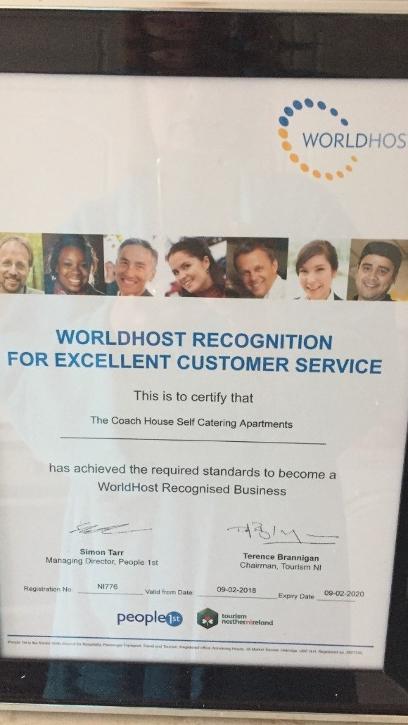 WORLDHOS
WORLDHOST RECOGNITION
FOR EXCELLENT CUSTOMER SERVICE
This is to certify that
The Coach House Self Catering Apartments
has achieved the required standards to become a
WorldHost Recognised Business
Simon Tarr
Managing Director, People 1st
Terence Brannigan
Chairman, Tourism NI
Registration No: NI776 Valid from Date: 09-02-2018 Expiry Date 09-02-2020
people1st
tourism
northernireland